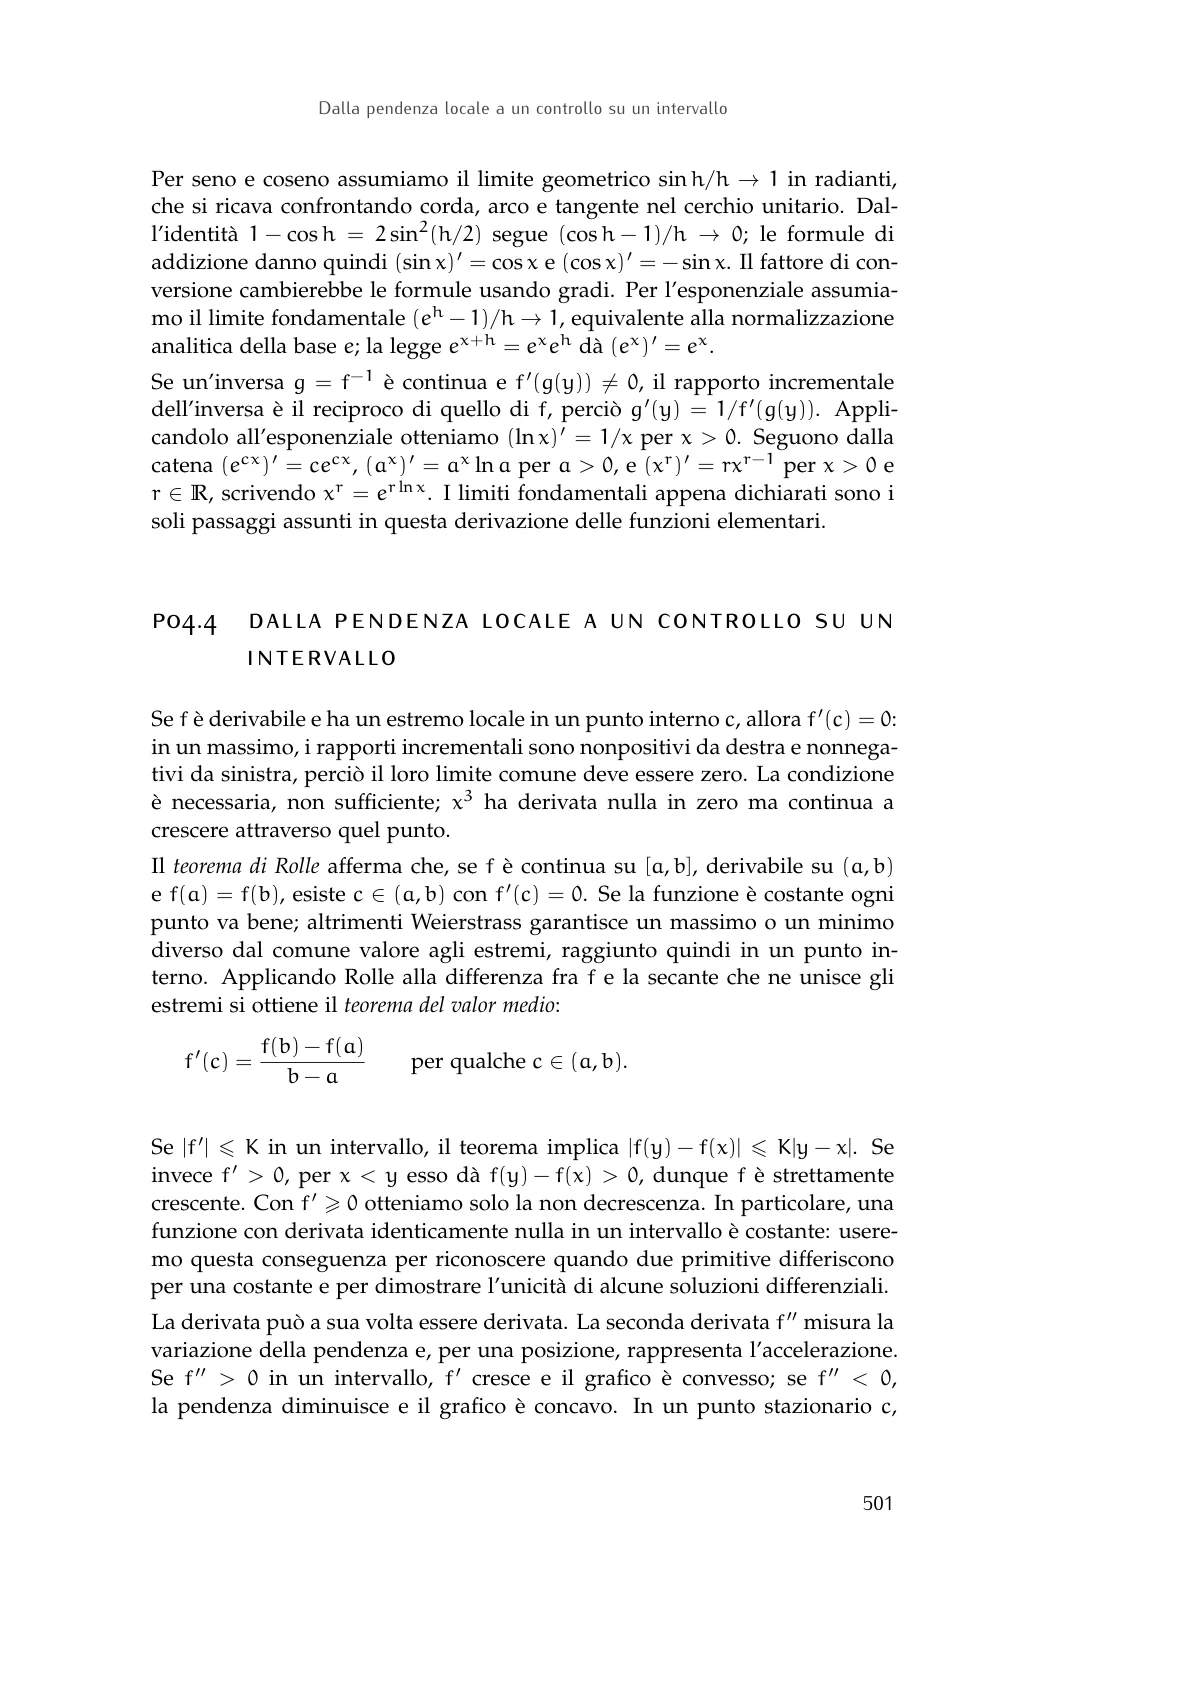 Dalla pendenza locale a un controllo su un intervallo
Per seno e coseno assumiamo il limite geometrico sin h/h → 1 in radianti,
che si ricava confrontando corda, arco e tangente nel cerchio unitario. Dal-
l'identità 1 − cos h = 2 sin²(h/2) segue (cos h − 1)/h → 0; le formule di
addizione danno quindi (sin x)′ = cos x e (cos x)′ = − sin x. Il fattore di con-
versione cambierebbe le formule usando gradi. Per l'esponenziale assumia-
mo il limite fondamentale (eʰ − 1)/h → 1, equivalente alla normalizzazione
analitica della base e; la legge eˣ⁺ʰ = eˣeʰ dà (eˣ)′ = eˣ.
Se un'inversa g = f⁻¹ è continua e f′(g(y)) ≠ 0, il rapporto incrementale
dell'inversa è il reciproco di quello di f, perciò g′(y) = 1/f′(g(y)). Appli-
candolo all'esponenziale otteniamo (ln x)′ = 1/x per x > 0. Seguono dalla
catena (eᶜˣ)′ = ceᶜˣ, (aˣ)′ = aˣ ln a per a > 0, e (xʳ)′ = rxʳ⁻¹ per x > 0 e
r ∈ ℝ, scrivendo xʳ = e^{r ln x}. I limiti fondamentali appena dichiarati sono i
soli passaggi assunti in questa derivazione delle funzioni elementari.
P04.4 DALLA PENDENZA LOCALE A UN CONTROLLO SU UN
INTERVALLO
Se f è derivabile e ha un estremo locale in un punto interno c, allora f′(c) = 0:
in un massimo, i rapporti incrementali sono nonpositivi da destra e nonnega-
tivi da sinistra, perciò il loro limite comune deve essere zero. La condizione
è necessaria, non sufficiente; x³ ha derivata nulla in zero ma continua a
crescere attraverso quel punto.
Il teorema di Rolle afferma che, se f è continua su [a, b], derivabile su (a, b)
e f(a) = f(b), esiste c ∈ (a, b) con f′(c) = 0. Se la funzione è costante ogni
punto va bene; altrimenti Weierstrass garantisce un massimo o un minimo
diverso dal comune valore agli estremi, raggiunto quindi in un punto in-
terno. Applicando Rolle alla differenza fra f e la secante che ne unisce gli
estremi si ottiene il teorema del valor medio:
f′(c) = (f(b) − f(a))/(b − a) per qualche c ∈ (a, b).
Se |f′| ⩽ K in un intervallo, il teorema implica |f(y) − f(x)| ⩽ K|y − x|. Se
invece f′ > 0, per x < y esso dà f(y) − f(x) > 0, dunque f è strettamente
crescente. Con f′ ⩾ 0 otteniamo solo la non decrescenza. In particolare, una
funzione con derivata identicamente nulla in un intervallo è costante: usere-
mo questa conseguenza per riconoscere quando due primitive differiscono
per una costante e per dimostrare l'unicità di alcune soluzioni differenziali.
La derivata può a sua volta essere derivata. La seconda derivata f″ misura la
variazione della pendenza e, per una posizione, rappresenta l'accelerazione.
Se f″ > 0 in un intervallo, f′ cresce e il grafico è convesso; se f″ < 0,
la pendenza diminuisce e il grafico è concavo. In un punto stazionario c,
501